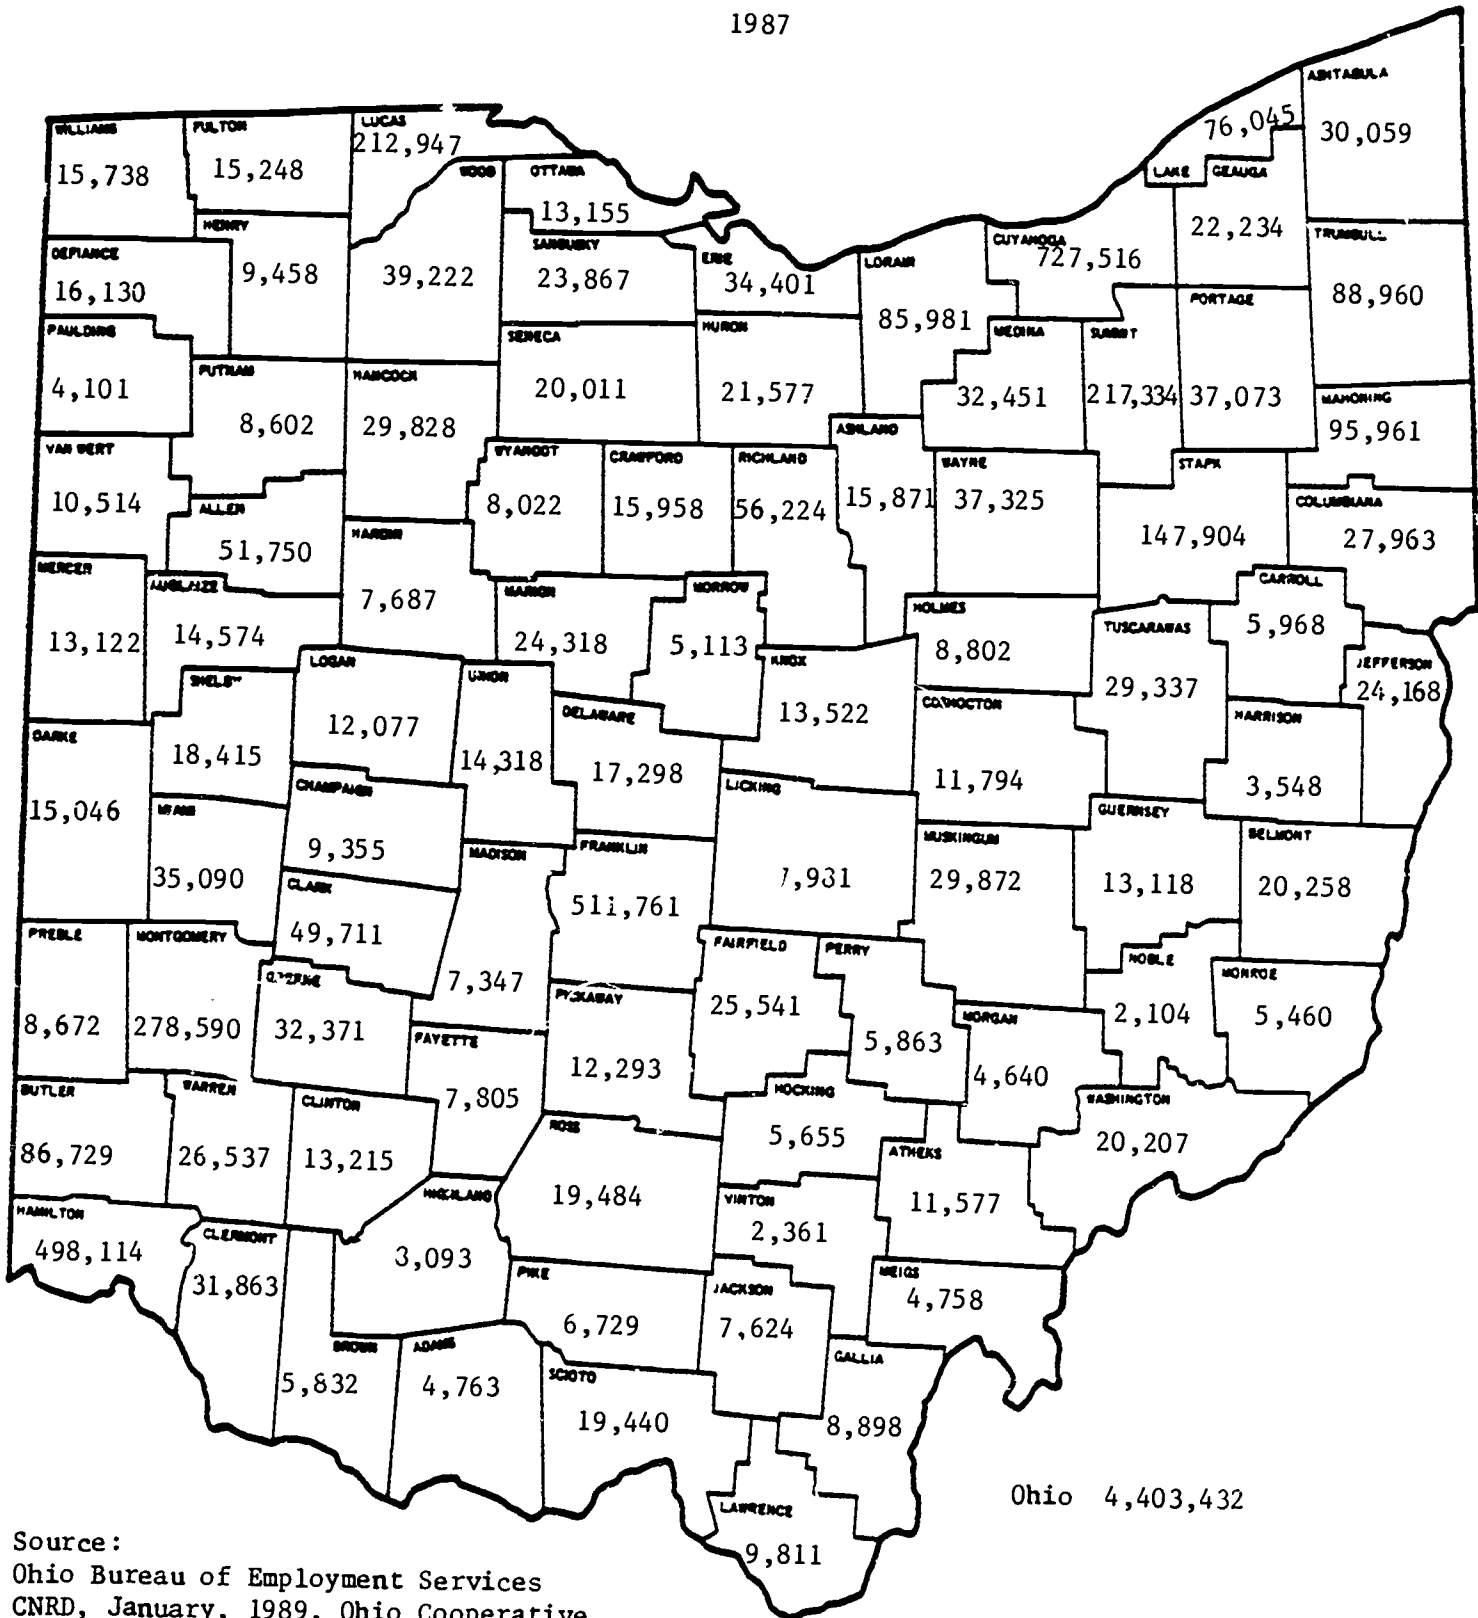 1987
ASHTABULA
30,059
76,045
LAKE
GEAUGA
22,234
WILLIAMS
15,738
FULTON
15,248
LUCAS
212,947
WOOD
39,222
OTTAWA
13,155
HENRY
9,458
DEFIANCE
16,130
SANDUSKY
23,867
ERIE
34,401
LORAIN
85,981
CUYAHOGA
727,516
TRUMBULL
88,960
PORTAGE
37,073
PAULDING
4,101
PUTNAM
8,602
HANCOCK
29,828
SENECA
20,011
HURON
21,577
MEDINA
32,451
SUMMIT
217,334
MAHONING
95,961
VAN WERT
10,514
ALLEN
51,750
HARDIN
7,687
WYANDOT
8,022
CRAWFORD
15,958
RICHLAND
56,224
ASHLAND
15,871
WAYNE
37,325
STARK
147,904
COLUMBIANA
27,963
MERCER
13,122
AUGLAIZE
14,574
MARION
24,318
MORROW
5,113
HOLMES
8,802
TUSCARAWAS
29,337
CARROLL
5,968
JEFFERSON
24,168
SHELBY
18,415
LOGAN
12,077
UNION
14,318
DELAWARE
17,298
KNOX
13,522
COSHOCTON
11,794
HARRISON
3,548
DARKE
15,046
MIAMI
35,090
CHAMPAIGN
9,355
CLARK
49,711
MADISON
7,347
FRANKLIN
511,761
LICKING
,931
MUSKINGUM
29,872
GUERNSEY
13,118
BELMONT
20,258
PREBLE
8,672
MONTGOMERY
278,590
GREENE
32,371
FAYETTE
7,805
PICKAWAY
12,293
FAIRFIELD
25,541
PERRY
5,863
MORGAN
4,640
NOBLE
2,104
MONROE
5,460
BUTLER
86,729
WARREN
26,537
CLINTON
13,215
ROSS
19,484
HOCKING
5,655
ATHENS
11,577
WASHINGTON
20,207
HAMILTON
498,114
CLERMONT
31,863
HIGHLAND
3,093
VINTON
2,361
MEIGS
4,758
PIKE
6,729
JACKSON
7,624
BROWN
5,832
ADAMS
4,763
SCIOTO
19,440
GALLIA
8,898
LAWRENCE
9,811
Ohio 4,403,432
Source:
Ohio Bureau of Employment Services
CNRD, January, 1989, Ohio Cooperative